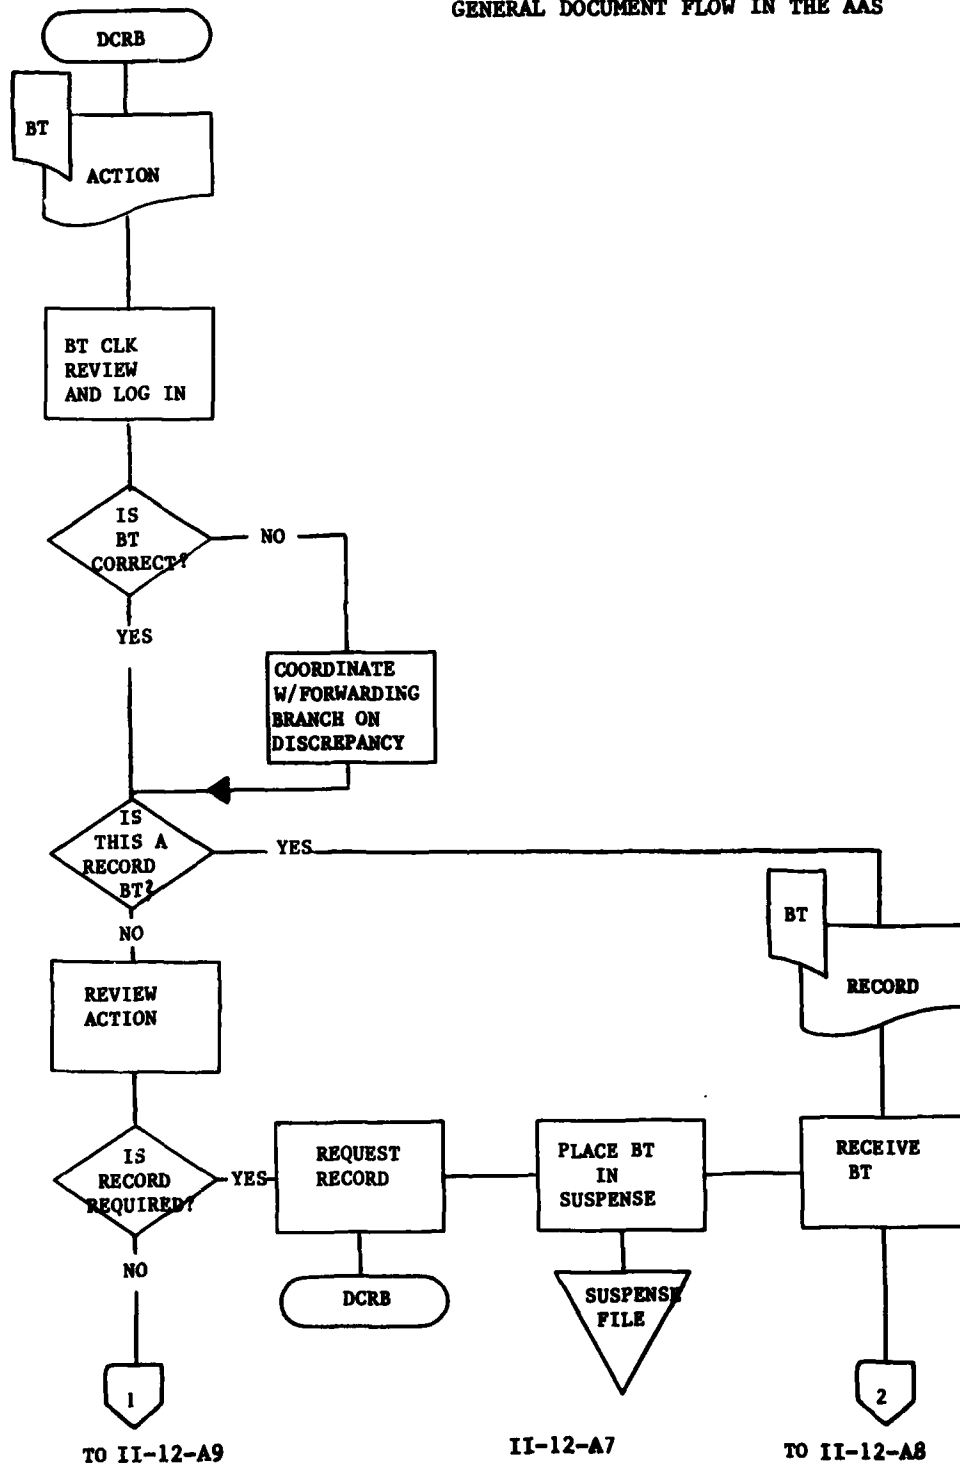 GENERAL DOCUMENT FLOW IN THE AAS
DCRB
BT
ACTION
BT CLK
REVIEW
AND LOG IN
IS
BT
CORRECT?
NO
YES
COORDINATE
W/FORWARDING
BRANCH ON
DISCREPANCY
IS
THIS A
RECORD
BT?
YES
NO
BT
RECORD
REVIEW
ACTION
IS
RECORD
REQUIRED?
YES
REQUEST
RECORD
PLACE BT
IN
SUSPENSE
RECEIVE
BT
NO
DCRB
SUSPENSE
FILE
1
2
TO II-12-A9
II-12-A7
TO II-12-A8